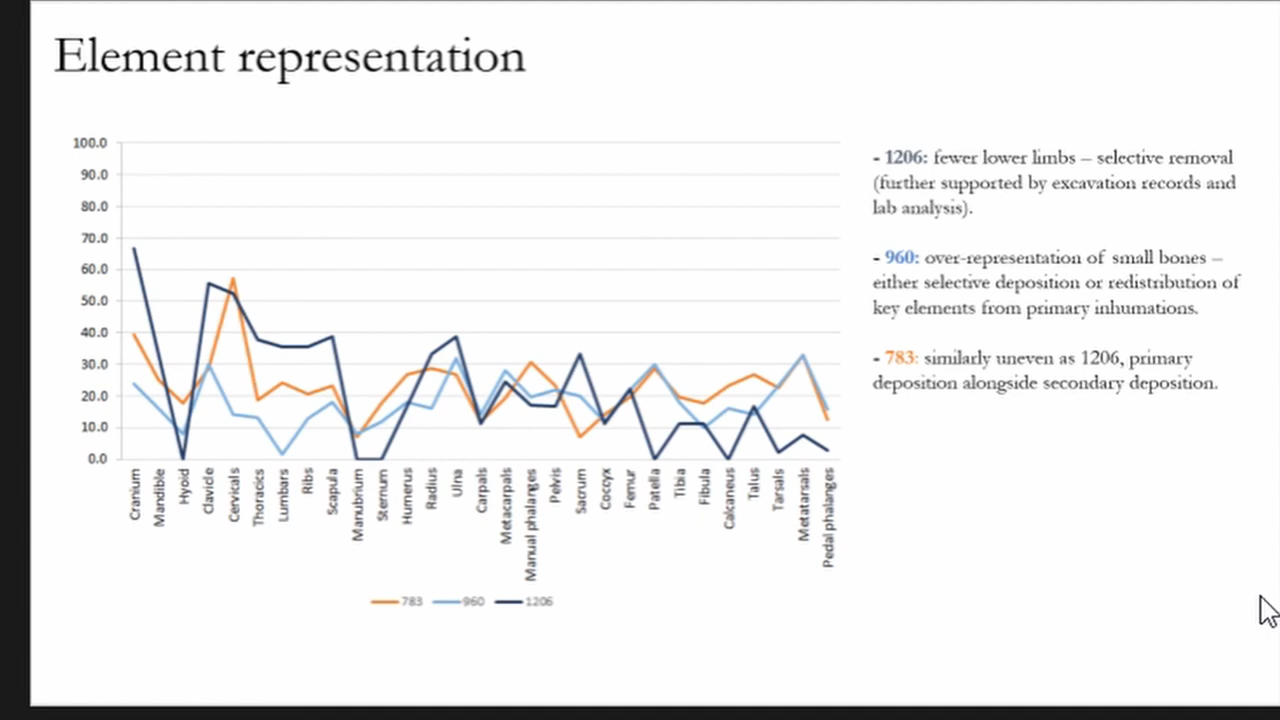 Element representation
100.0
90.0
80.0
70.0
60.0
50.0
40.0
30.0
20.0
10.0
0.0
Cranium
Mandible
Hyoid
Clavicle
Cervicals
Thoracics
Lumbars
Ribs
Scapula
Manubrium
Sternum
Humerus
Radius
Ulna
Carpals
Metacarpals
Manual phalanges
Pelvis
Sacrum
Coccyx
Femur
Patella
Tibia
Fibula
Calcaneus
Talus
Tarsals
Metatarsals
Pedal phalanges
783 960 1206
- 1206: fewer lower limbs – selective removal
(further supported by excavation records and
lab analysis).
- 960: over-representation of small bones –
either selective deposition or redistribution of
key elements from primary inhumations.
- 783: similarly uneven as 1206, primary
deposition alongside secondary deposition.